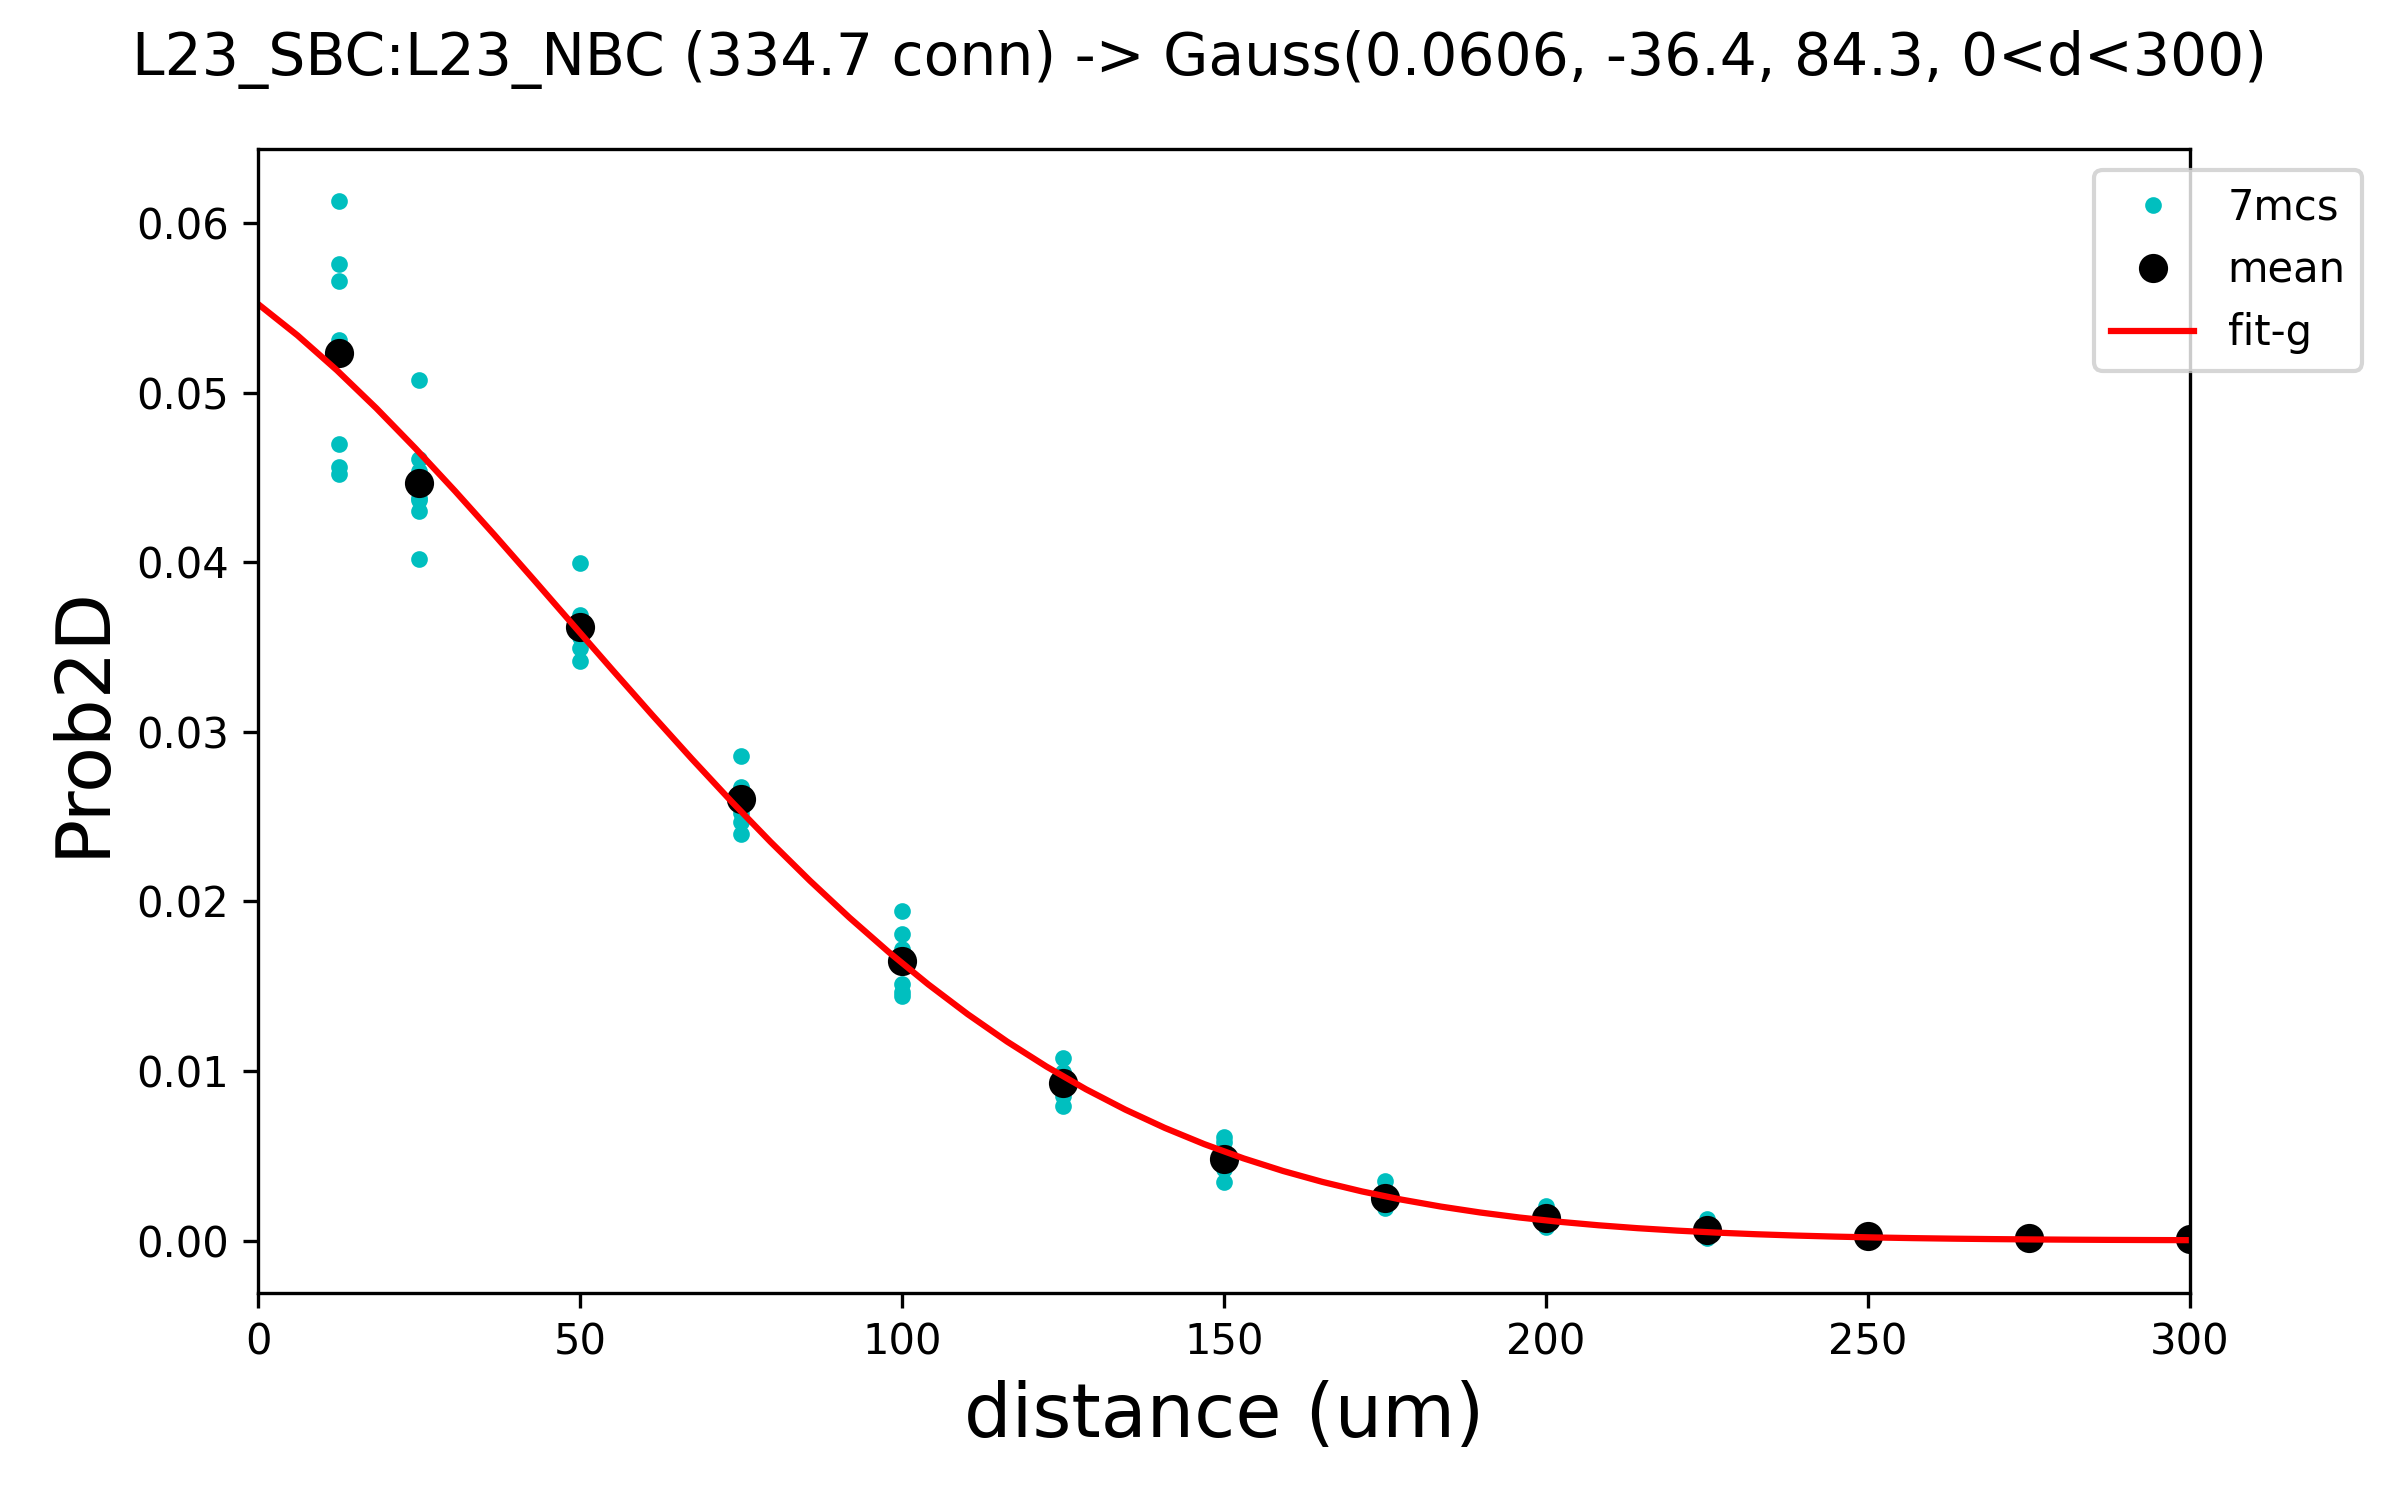 L23_SBC:L23_NBC (334.7 conn) -> Gauss(0.0606, -36.4, 84.3, 0<d<300)
7mcs
mean
fit-g
Prob2D
0.06
0.05
0.04
0.03
0.02
0.01
0.00
0 50 100 150 200 250 300
distance (um)